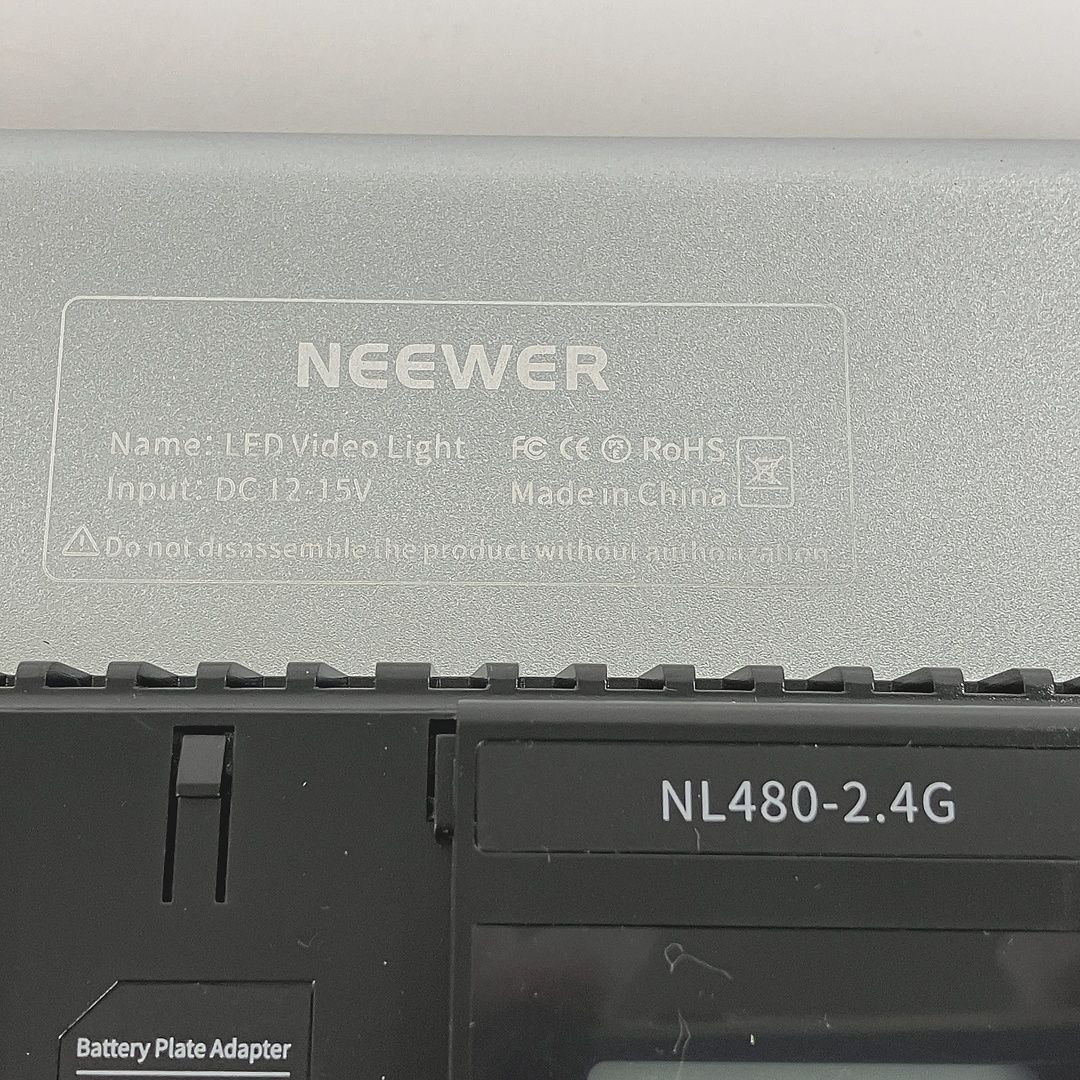 NEEWER
Name: LED Video Light FC CE RoHS
Input: DC 12-15V Made in China
Do not disassemble the product without authorization
NL480-2.4G
Battery Plate Adapter